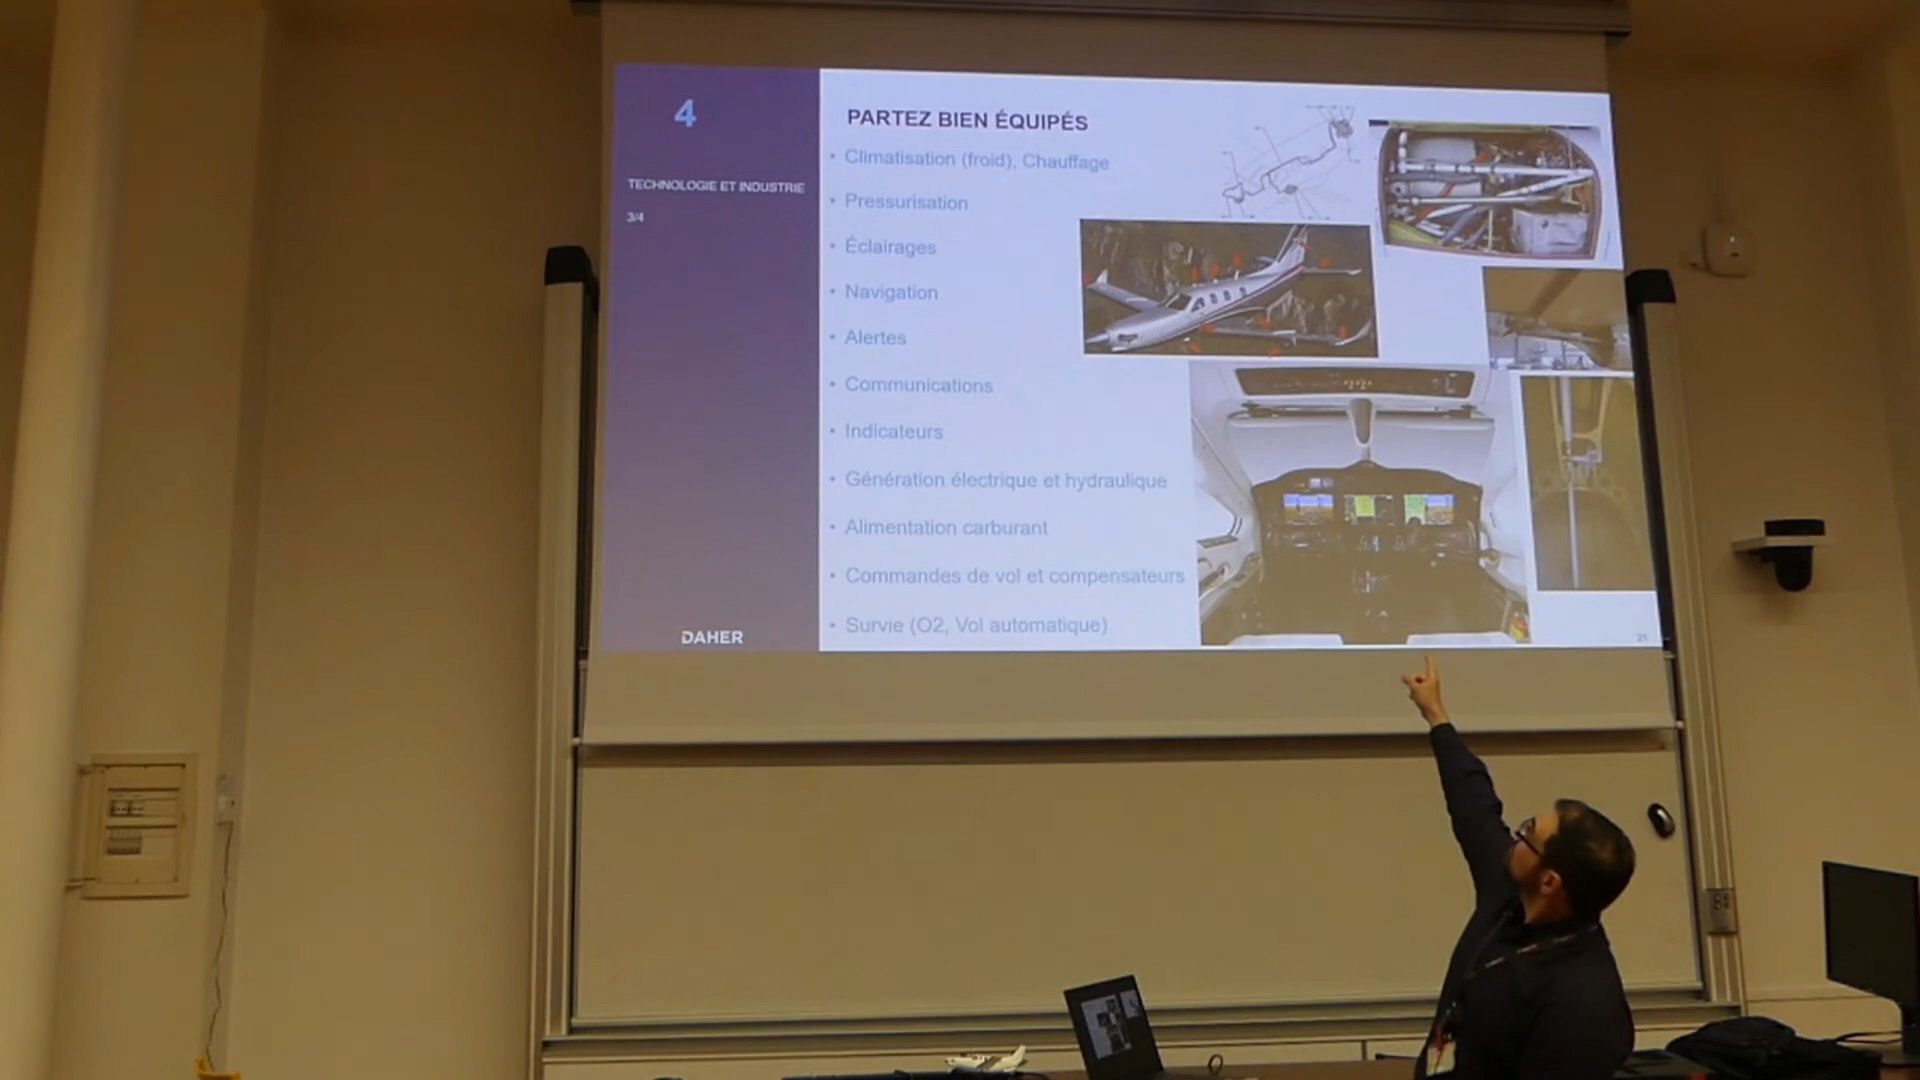 4
TECHNOLOGIE ET INDUSTRIE
3/4
DAHER
PARTEZ BIEN ÉQUIPÉS
• Climatisation (froid), Chauffage
• Pressurisation
• Éclairages
• Navigation
• Alertes
• Communications
• Indicateurs
• Génération électrique et hydraulique
• Alimentation carburant
• Commandes de vol et compensateurs
• Survie (O2, Vol automatique)
21